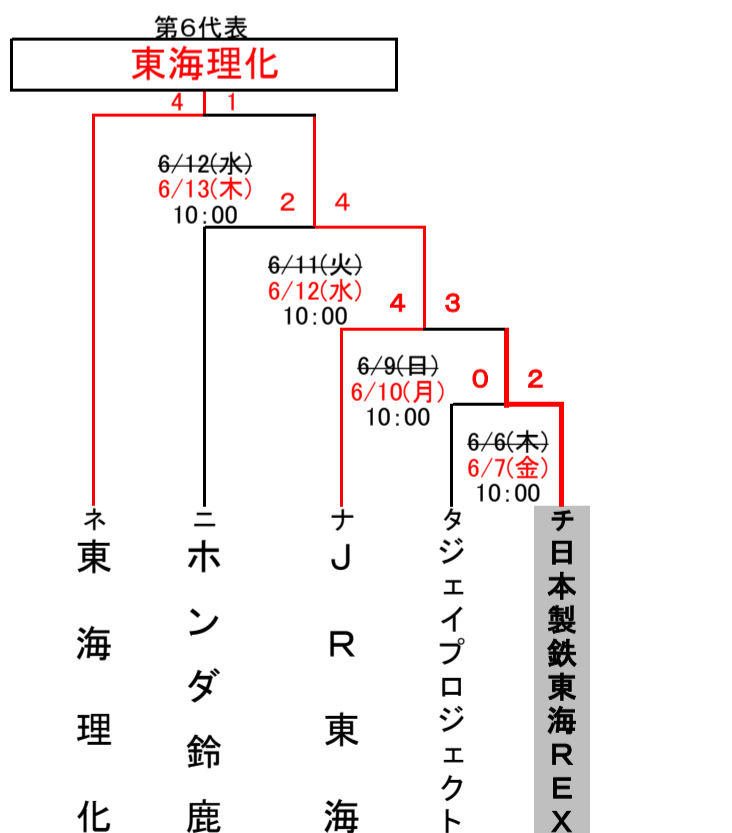 第6代表
東海理化
4 1
6/12(水)
6/13(木)
10:00
2 4
6/11(火)
6/12(水)
10:00
4 3
6/9(日)
6/10(月)
10:00
0 2
6/6(木)
6/7(金)
10:00
ネ
東海理化
ニ
ホンダ鈴鹿
ナ
JR東海
タ
ジェイプロジェクト
チ
日本製鉄東海REX